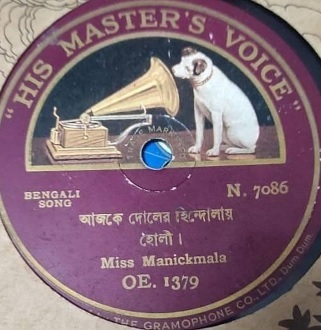 "HIS MASTER'S VOICE"
BENGALI
SONG
N. 7086
আজকে দোলের হিন্দোলায়
হোলী।
Miss Manickmala
OE. 1379
THE GRAMOPHONE CO., LTD., Dum Dum